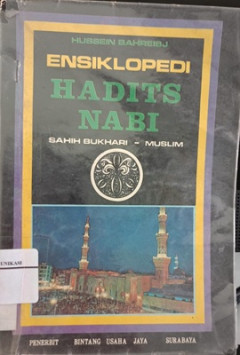 HUSSEIN BAHREISJ
ENSIKLOPEDI
HADITS
NABI
SAHIH BUKHARI - MUSLIM
PENERBIT BINTANG USAHA JAYA SURABAYA